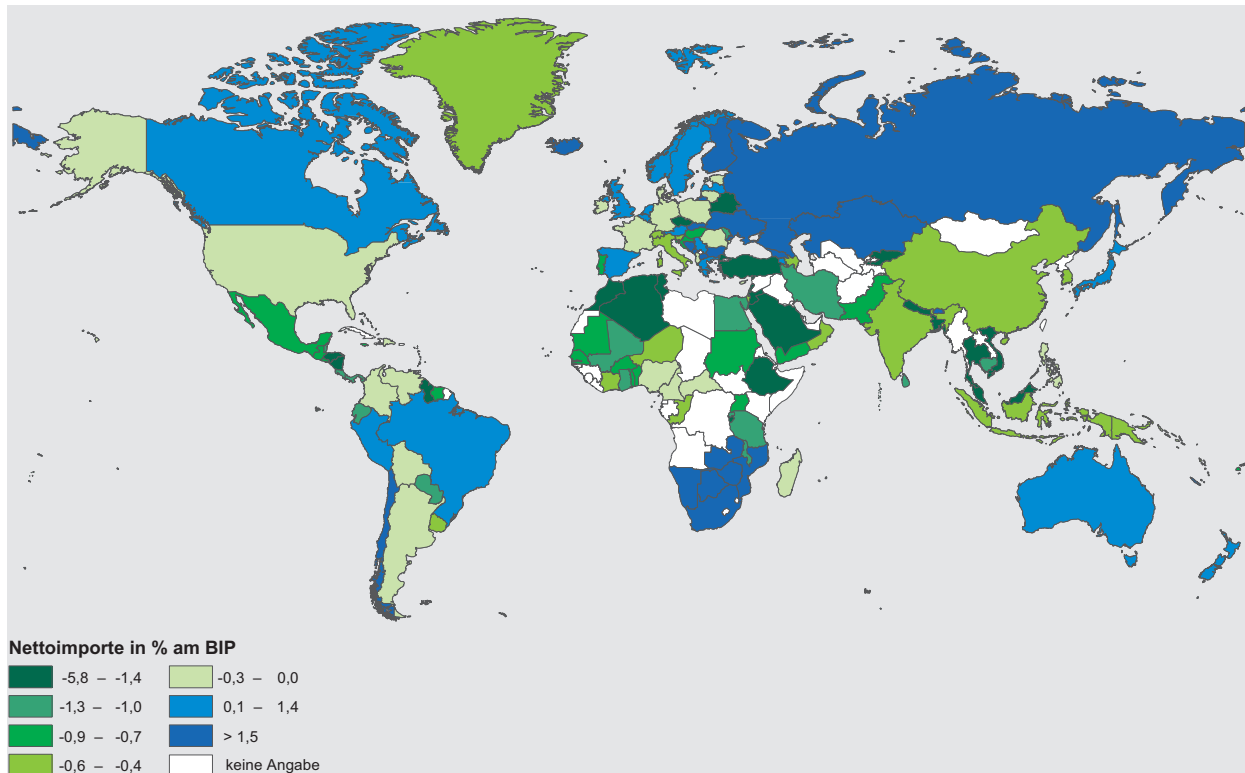 Nettoimporte in % am BIP
-5,8 – -1,4
-1,3 – -1,0
-0,9 – -0,7
-0,6 – -0,4
-0,3 – 0,0
0,1 – 1,4
> 1,5
keine Angabe